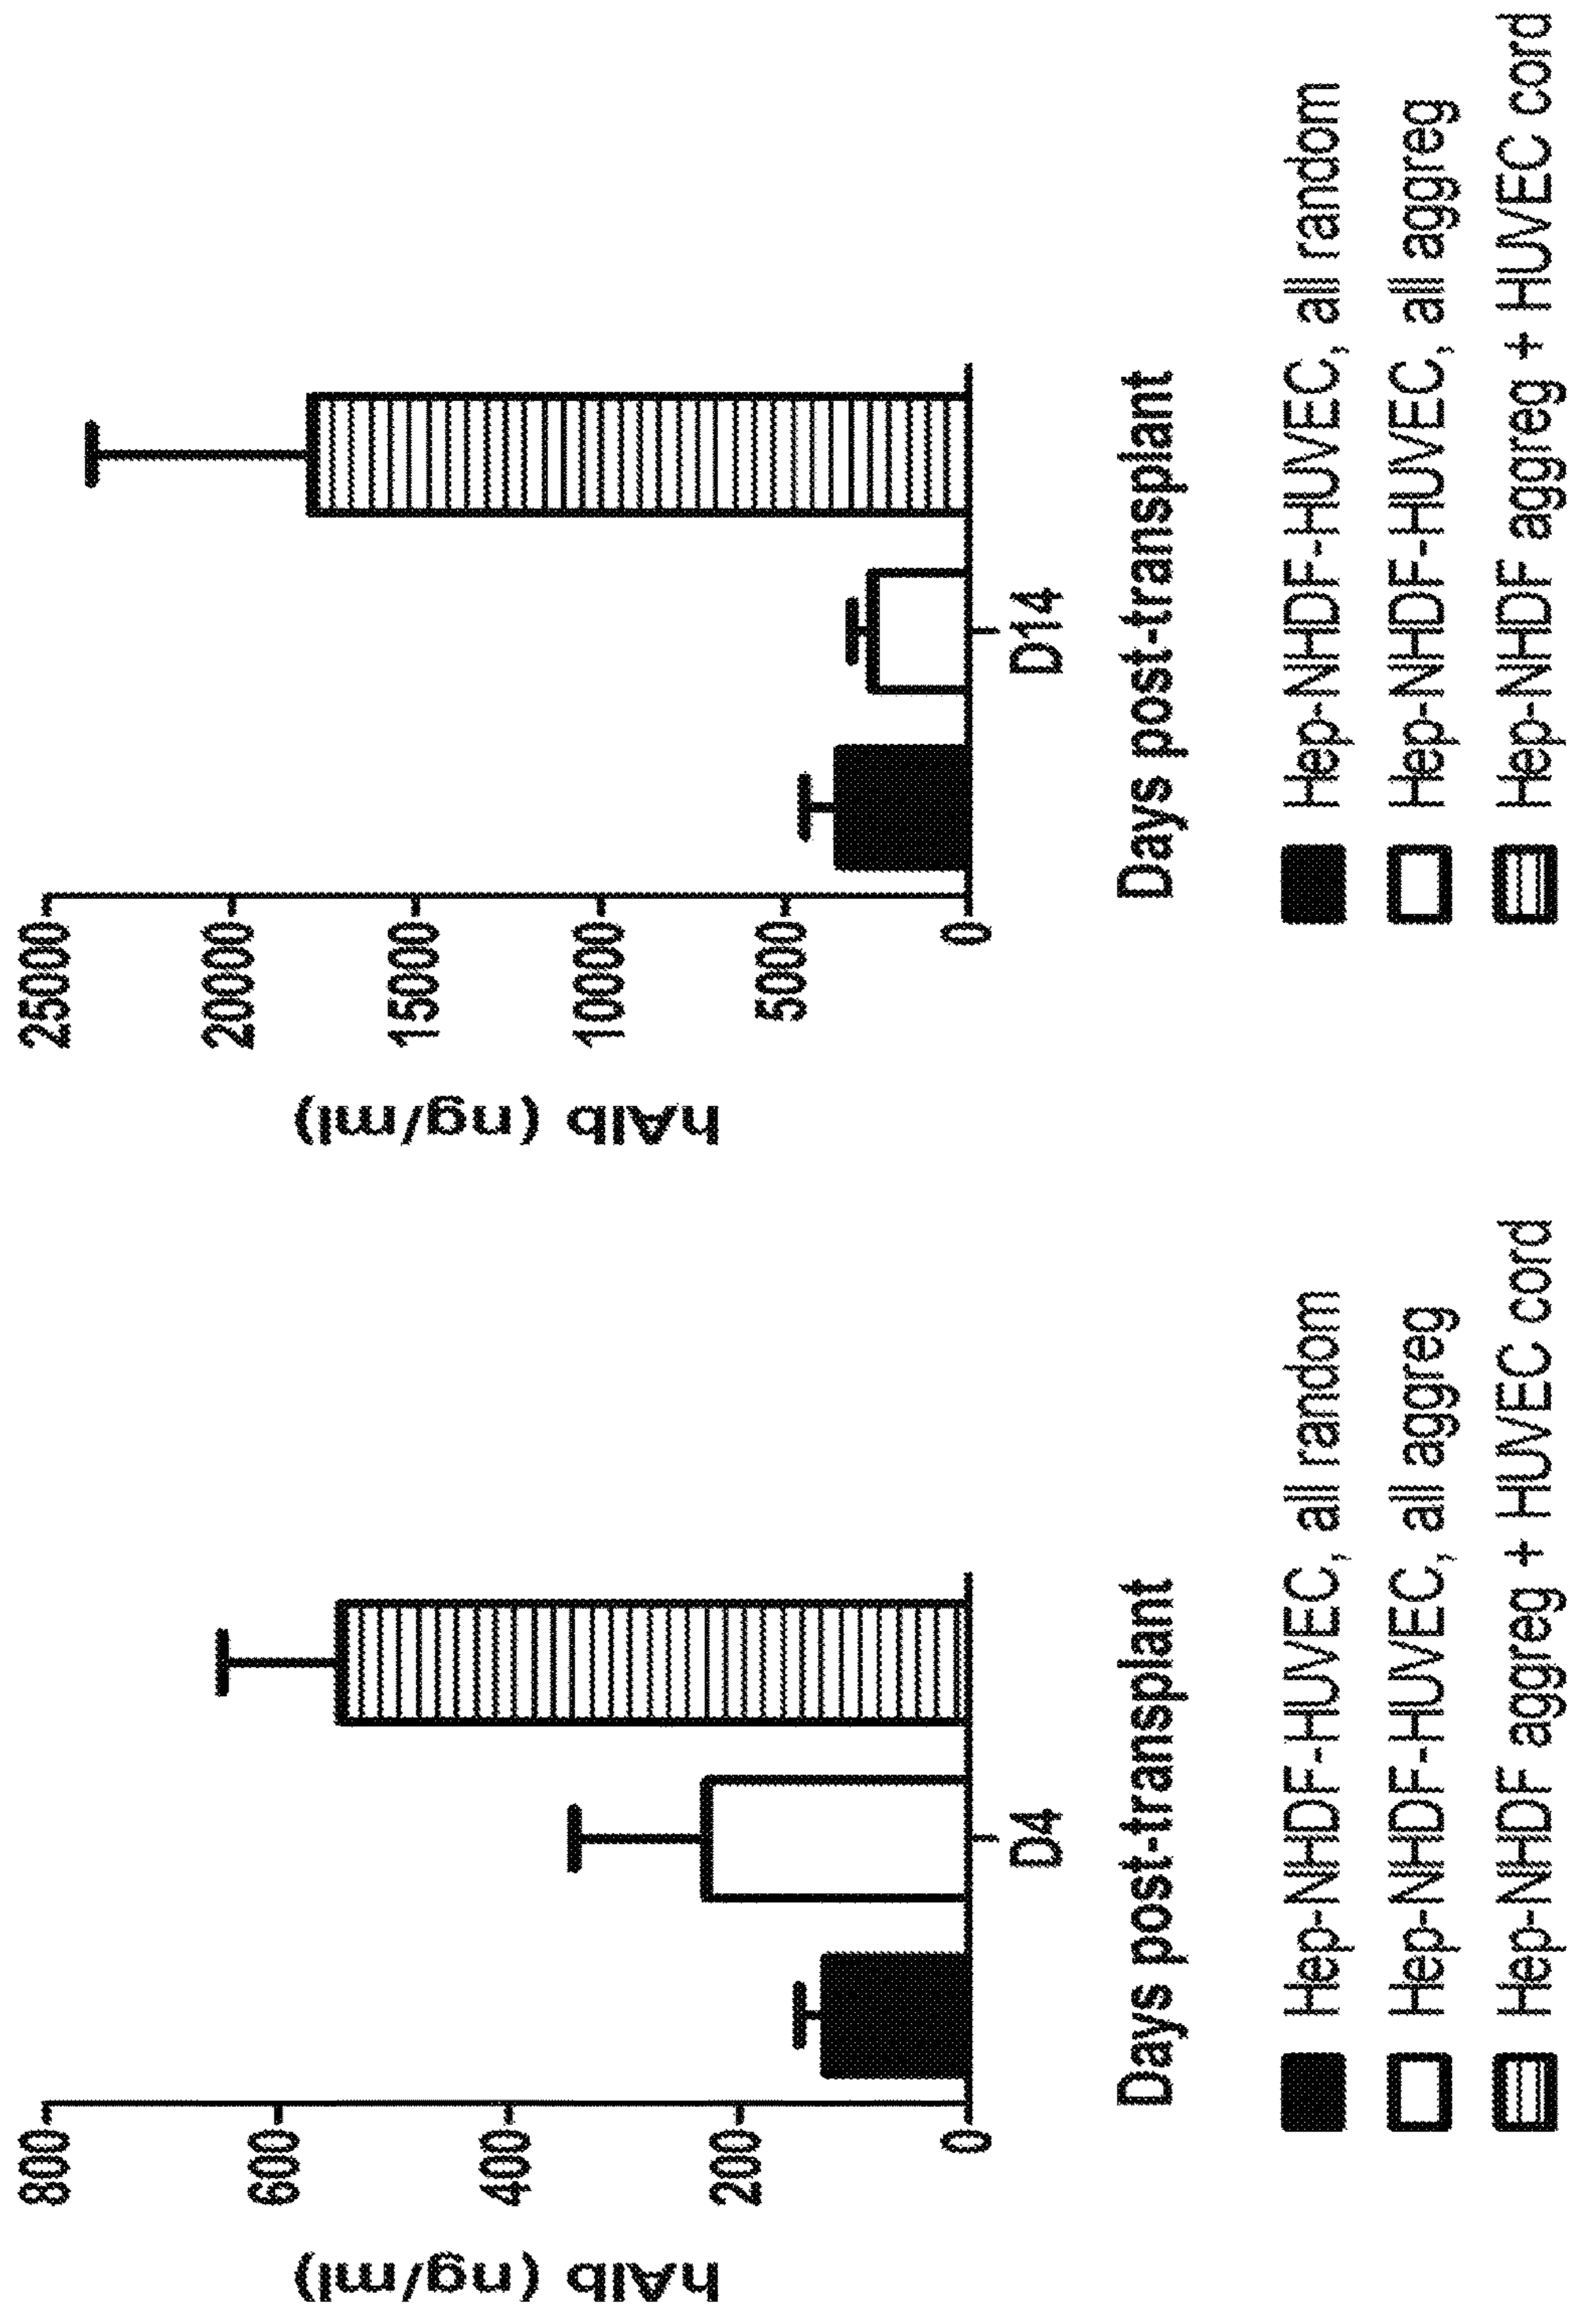 hAlb (ng/ml)
800
600
400
200
0
D4
Days post-transplant
Hep-NHDF-HUVEC, all random
Hep-NHDF-HUVEC, all aggreg
Hep-NHDF aggreg + HUVEC cord
hAlb (ng/ml)
25000
20000
15000
10000
5000
0
D14
Days post-transplant
Hep-NHDF-HUVEC, all random
Hep-NHDF-HUVEC, all aggreg
Hep-NHDF aggreg + HUVEC cord